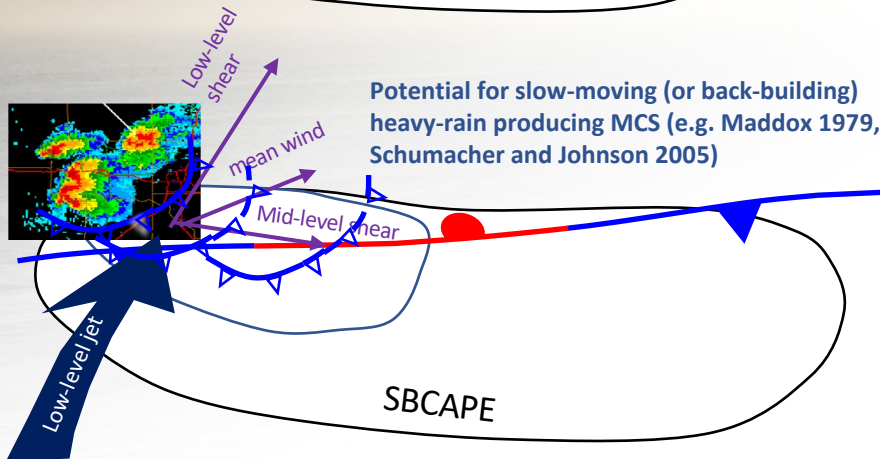 Low-level
shear
Potential for slow-moving (or back-building)
heavy-rain producing MCS (e.g. Maddox 1979,
Schumacher and Johnson 2005)
mean wind
Mid-level shear
Low-level jet
SBCAPE